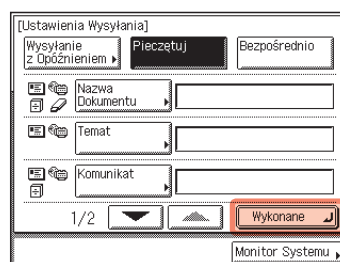 [Ustawienia Wysyłania]
Wysyłanie
z Opóźnieniem
Pieczętuj
Bezpośrednio
Nazwa
Dokumentu
Temat
Komunikat
1/2
Wykonane
Monitor Systemu